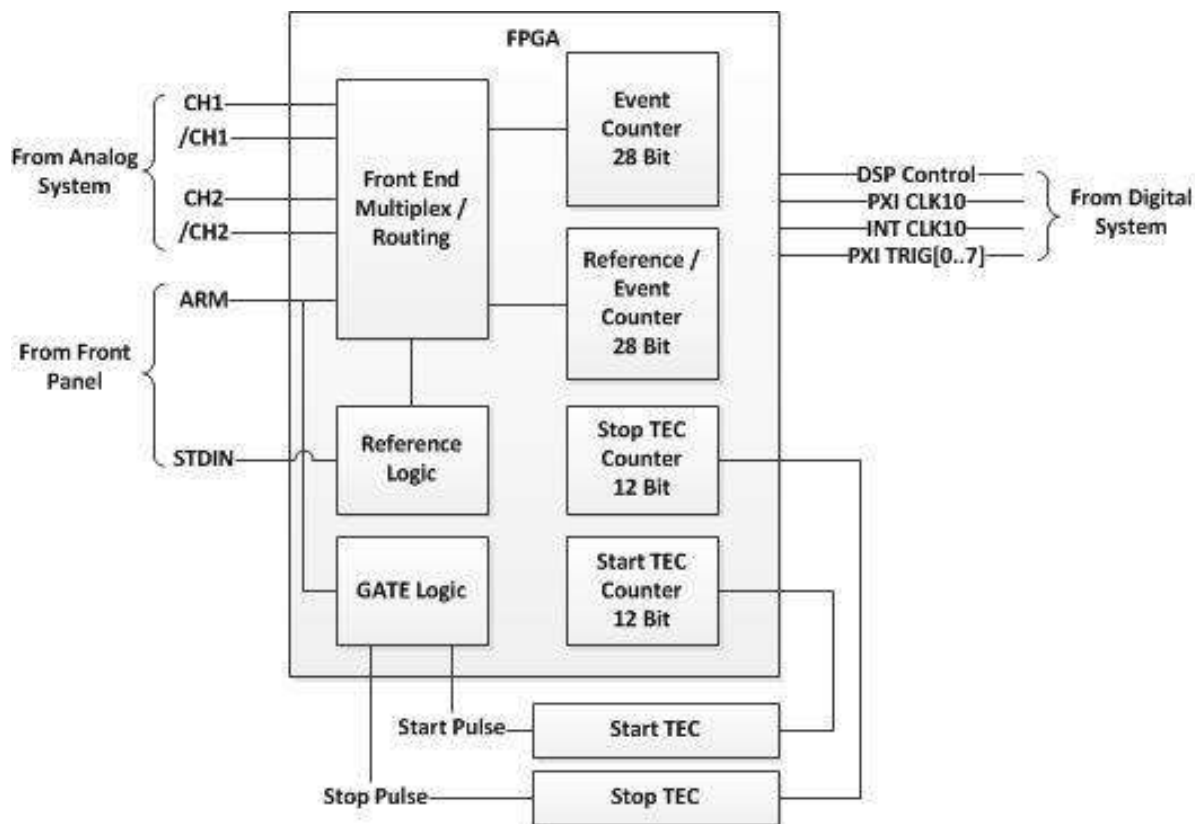 FPGA
CH1
/CH1
From Analog
System
CH2
/CH2
Front End
Multiplex /
Routing
Event
Counter
28 Bit
DSP Control
PXI CLK10
INT CLK10
PXI TRIG[0..7]
From Digital
System
Reference /
Event
Counter
28 Bit
ARM
From Front
Panel
STDIN
Reference
Logic
Stop TEC
Counter
12 Bit
GATE Logic
Start TEC
Counter
12 Bit
Start Pulse
Start TEC
Stop Pulse
Stop TEC